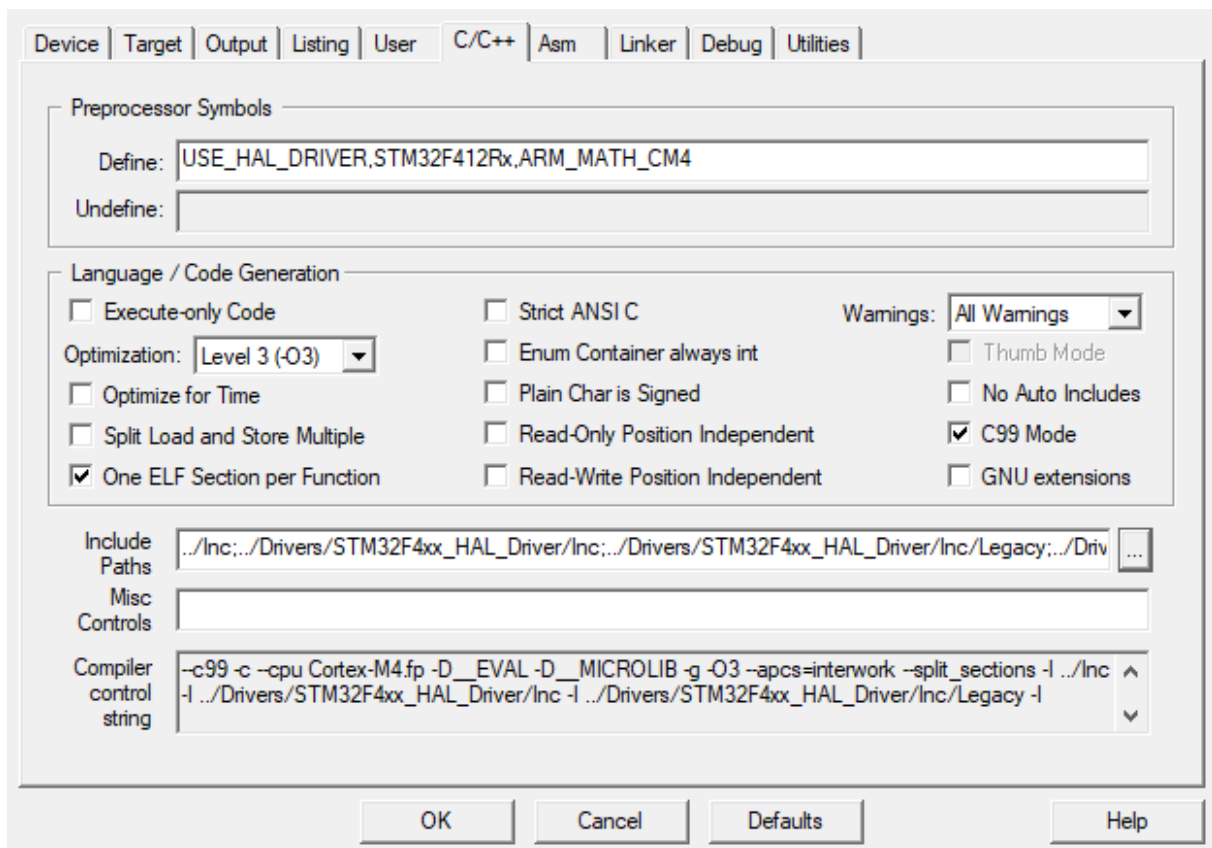 Device Target Output Listing User C/C++ Asm Linker Debug Utilities
Preprocessor Symbols
Define: USE_HAL_DRIVER,STM32F412Rx,ARM_MATH_CM4
Undefine:
Language / Code Generation
Execute-only Code Strict ANSI C Warnings: All Warnings
Optimization: Level 3 (-O3) Enum Container always int Thumb Mode
Optimize for Time Plain Char is Signed No Auto Includes
Split Load and Store Multiple Read-Only Position Independent C99 Mode
One ELF Section per Function Read-Write Position Independent GNU extensions
Include
Paths
../Inc;../Drivers/STM32F4xx_HAL_Driver/Inc;../Drivers/STM32F4xx_HAL_Driver/Inc/Legacy;../Driv ...
Misc
Controls
Compiler
control
string
--c99 -c --cpu Cortex-M4.fp -D__EVAL -D__MICROLIB -g -O3 --apcs=interwork --split_sections -I ../Inc
-I ../Drivers/STM32F4xx_HAL_Driver/Inc -I ../Drivers/STM32F4xx_HAL_Driver/Inc/Legacy -I
OK Cancel Defaults Help